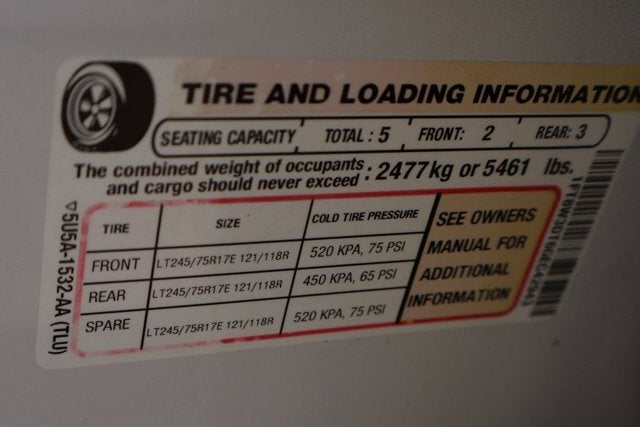 TIRE AND LOADING INFORMATION
SEATING CAPACITY TOTAL : 5 FRONT: 2 REAR: 3
The combined weight of occupants
and cargo should never exceed : 2477kg or 5461 lbs.
TIRE SIZE COLD TIRE PRESSURE
FRONT LT245/75R17E 121/118R 520 KPA, 75 PSI
REAR LT245/75R17E 121/118R 450 KPA, 65 PSI
SPARE LT245/75R17E 121/118R 520 KPA, 75 PSI
SEE OWNERS
MANUAL FOR
ADDITIONAL
INFORMATION
▽5U5A-1532-AA (TLU)